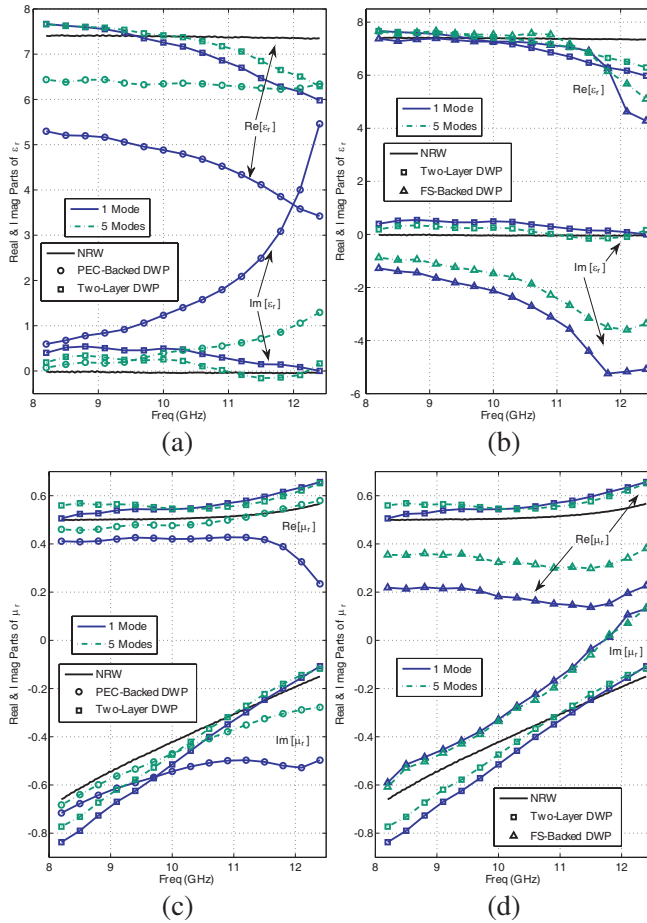 8
7
6
5
4
3
2
1
0
Real & Imag Parts of εr
Re[εr]
1 Mode
5 Modes
NRW
PEC-Backed DWP
Two-Layer DWP
Im [εr]
8 9 10 11 12
Freq (GHz)
(a)
8
6
4
2
0
-2
-4
-6
Real & Imag Parts of εr
Re[εr]
1 Mode
5 Modes
NRW
Two-Layer DWP
FS-Backed DWP
Im [εr]
8 9 10 11 12
Freq (GHz)
(b)
0.6
0.4
0.2
0
-0.2
-0.4
-0.6
-0.8
Real & Imag Parts of μr
Re[μr]
1 Mode
5 Modes
NRW
PEC-Backed DWP
Two-Layer DWP
Im [μr]
8 9 10 11 12
Freq (GHz)
(c)
0.6
0.4
0.2
0
-0.2
-0.4
-0.6
-0.8
Real & Imag Parts of μr
Re[μr]
Im [μr]
1 Mode
5 Modes
NRW
Two-Layer DWP
FS-Backed DWP
8 9 10 11 12
Freq (GHz)
(d)